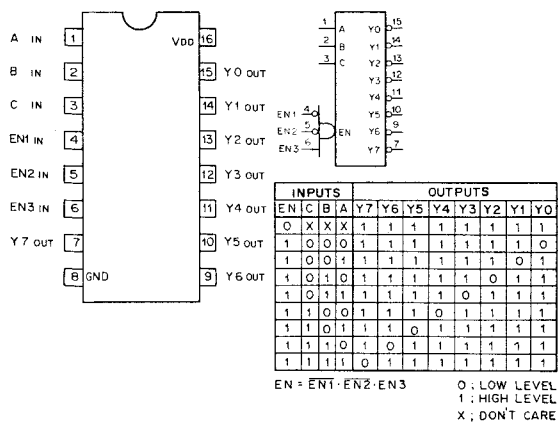 A IN 1 VDD 16
B IN 2 15 Y0 OUT
C IN 3 14 Y1 OUT
EN1 IN 4 13 Y2 OUT
EN2 IN 5 12 Y3 OUT
EN3 IN 6 11 Y4 OUT
Y7 OUT 7 10 Y5 OUT
8 GND 9 Y6 OUT
1 A Y0 15
2 B Y1 14
3 C Y2 13
Y3 12
Y4 11
EN1 4 Y5 10
EN2 5 EN Y6 9
EN3 6 Y7 7
INPUTS OUTPUTS
EN C B A Y7 Y6 Y5 Y4 Y3 Y2 Y1 Y0
0 X X X 1 1 1 1 1 1 1 1
1 0 0 0 1 1 1 1 1 1 1 0
1 0 0 1 1 1 1 1 1 1 0 1
1 0 1 0 1 1 1 1 1 0 1 1
1 0 1 1 1 1 1 1 0 1 1 1
1 1 0 0 1 1 1 0 1 1 1 1
1 1 0 1 1 1 0 1 1 1 1 1
1 1 1 0 1 0 1 1 1 1 1 1
1 1 1 1 0 1 1 1 1 1 1 1
EN = E̅N̅1̅ · E̅N̅2̅ · EN3
0 ; LOW LEVEL
1 ; HIGH LEVEL
X ; DON'T CARE